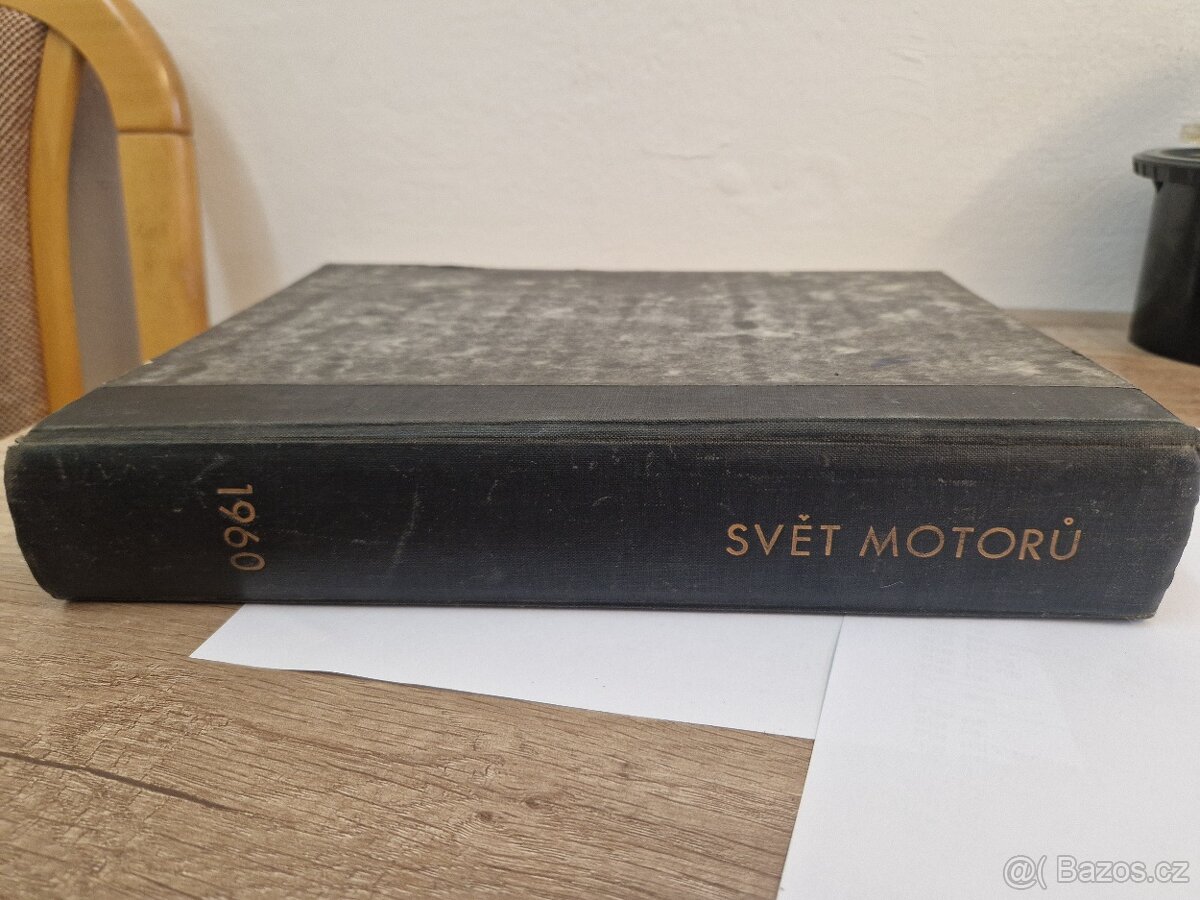 1960
SVĚT MOTORŮ
@( Bazos.cz